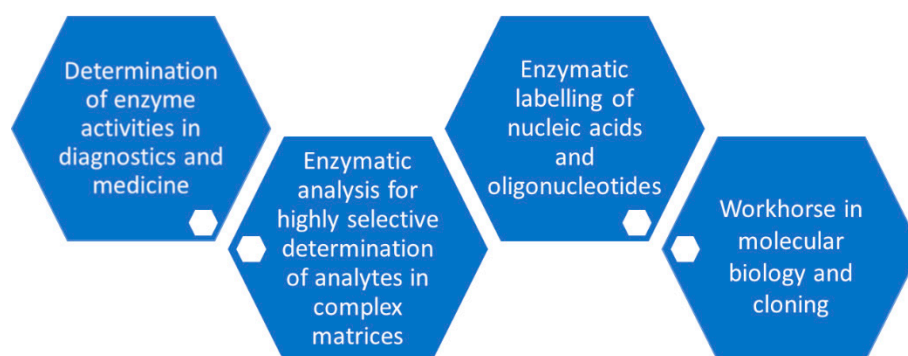 Determination
of enzyme
activities in
diagnostics and
medicine
Enzymatic
analysis for
highly selective
determination
of analytes in
complex
matrices
Enzymatic
labelling of
nucleic acids
and
oligonucleotides
Workhorse in
molecular
biology and
cloning